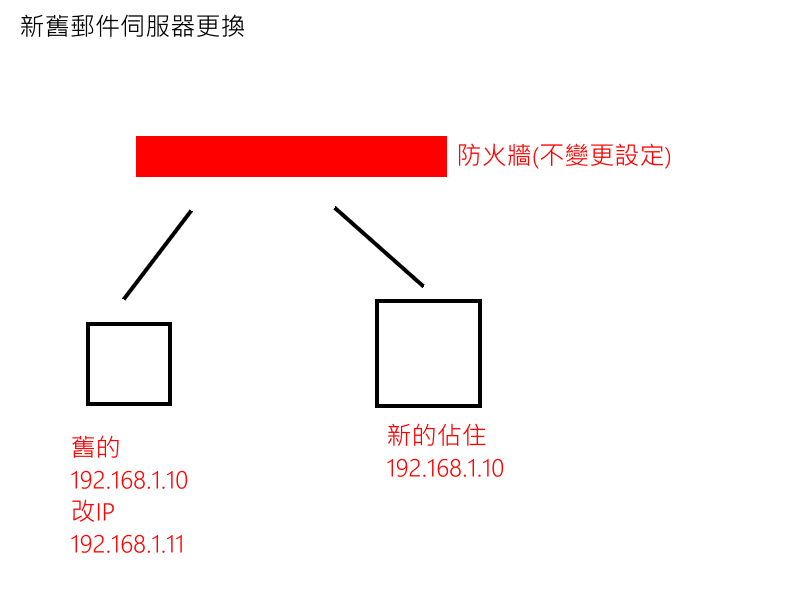 新舊郵件伺服器更換
防火牆(不變更設定)
舊的
192.168.1.10
改IP
192.168.1.11
新的佔住
192.168.1.10